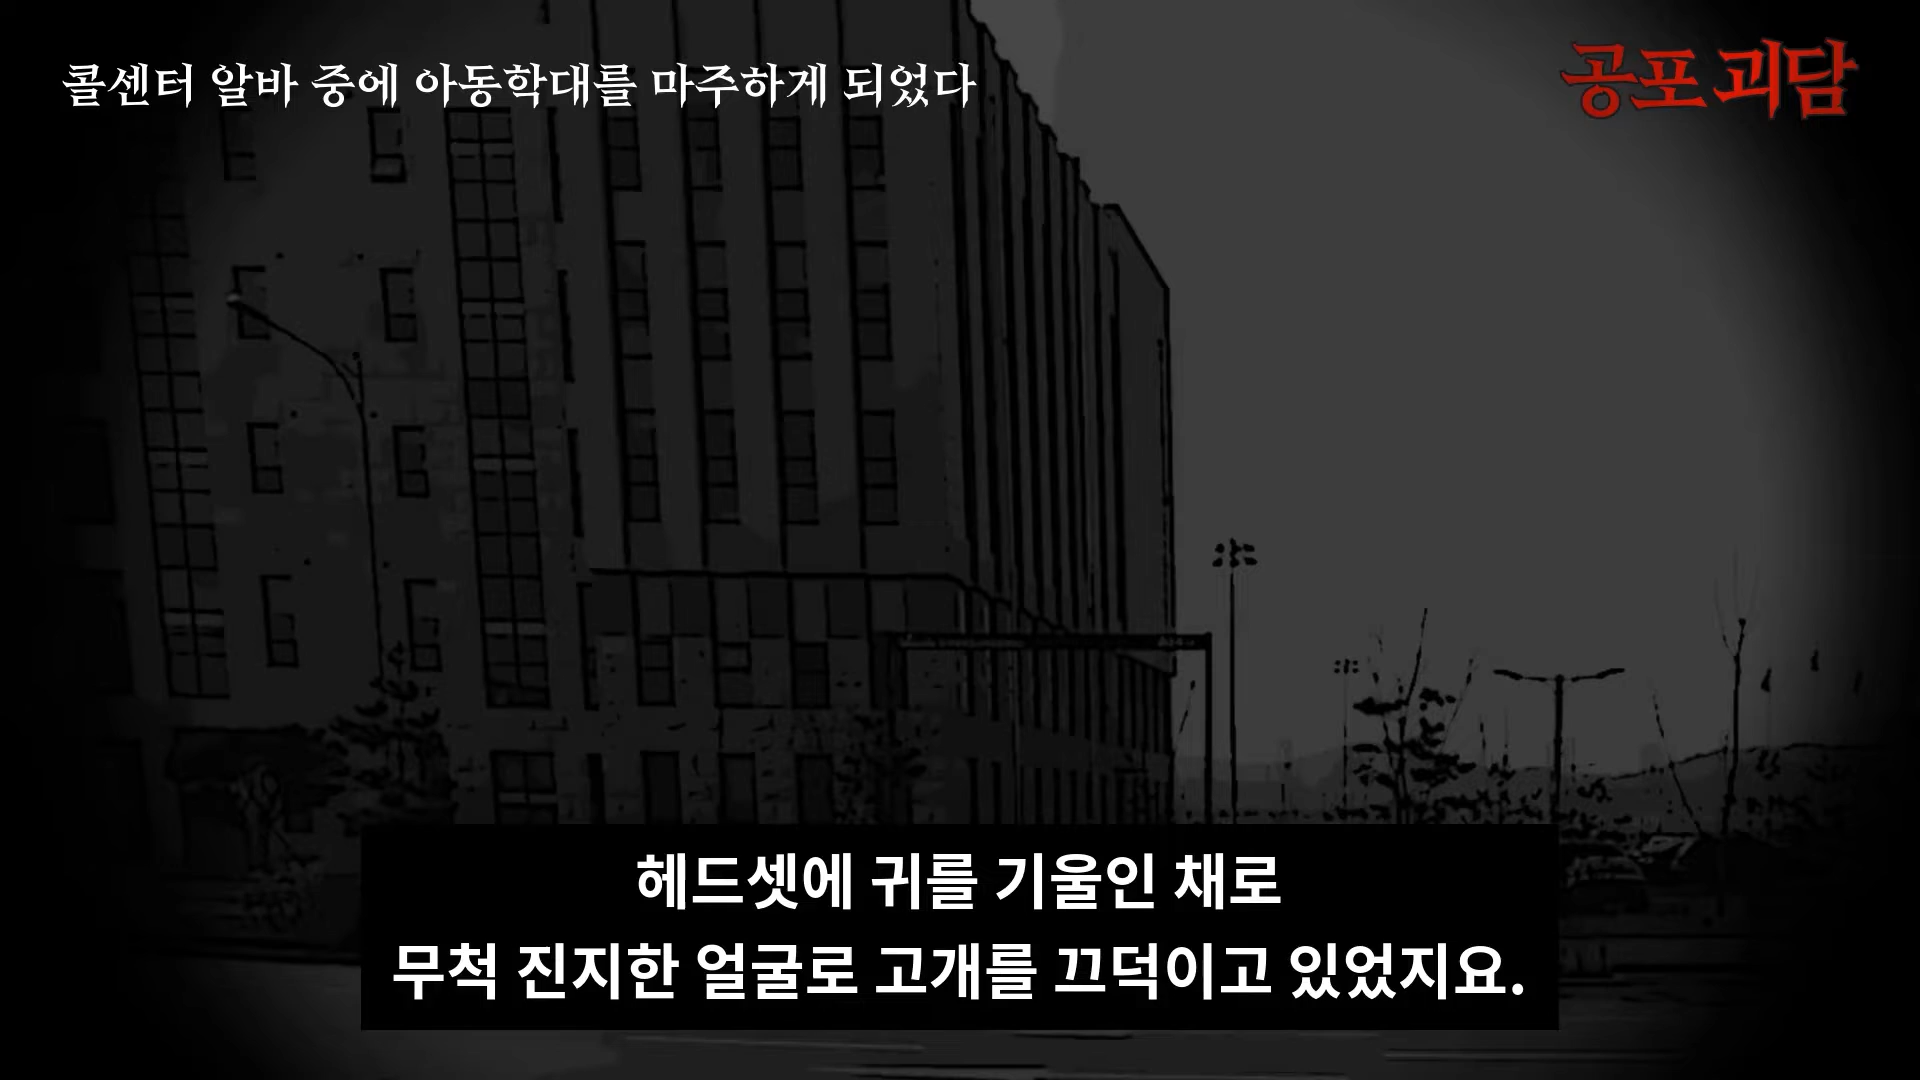 콜센터 알바 중에 아동학대를 마주하게 되었다
공포 괴담
헤드셋에 귀를 기울인 채로
무척 진지한 얼굴로 고개를 끄덕이고 있었지요.